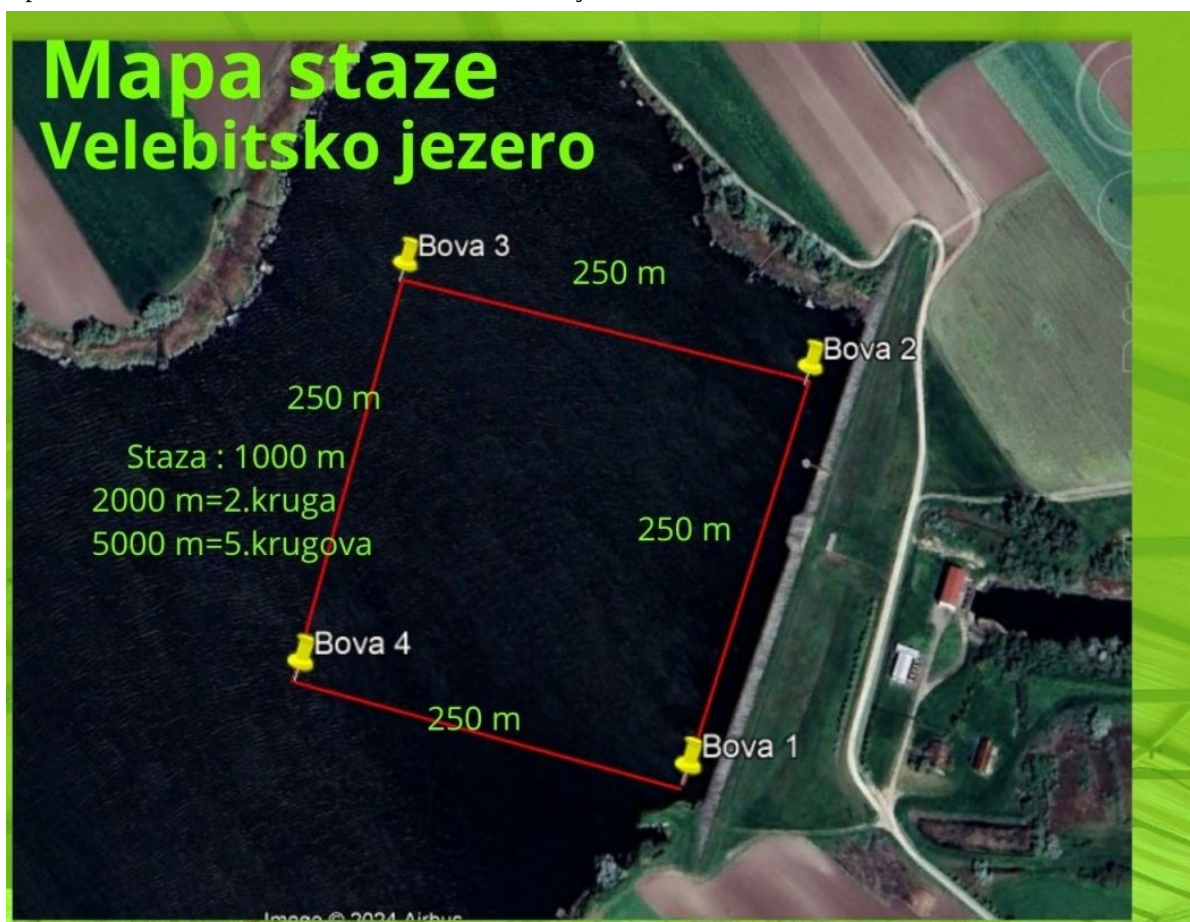 Mapa staze
Velebitsko jezero
Bova 3
250 m
Bova 2
250 m
Staza : 1000 m
2000 m=2.kruga
5000 m=5.krugova
250 m
Bova 4
250 m
Bova 1
Image © 2024 Airbus